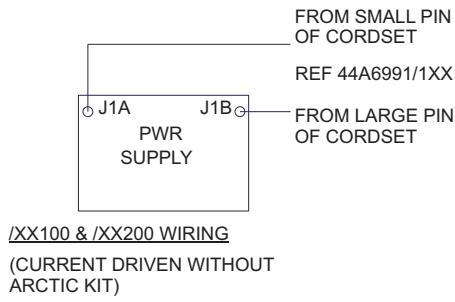 FROM SMALL PIN
OF CORDSET
REF 44A6991/1XX
J1A
J1B
FROM LARGE PIN
OF CORDSET
PWR
SUPPLY
/XX100 & /XX200 WIRING
(CURRENT DRIVEN WITHOUT
ARCTIC KIT)